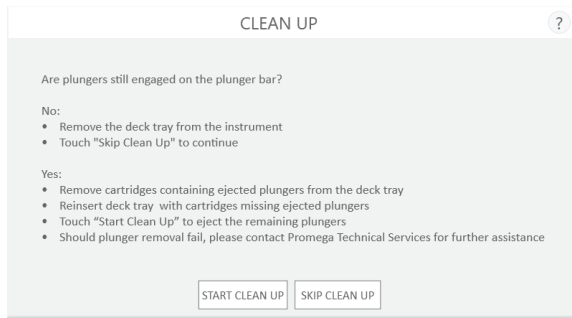 CLEAN UP
?
Are plungers still engaged on the plunger bar?
No:
• Remove the deck tray from the instrument
• Touch "Skip Clean Up" to continue
Yes:
• Remove cartridges containing ejected plungers from the deck tray
• Reinsert deck tray  with cartridges missing ejected plungers
• Touch “Start Clean Up” to eject the remaining plungers
• Should plunger removal fail, please contact Promega Technical Services for further assistance
START CLEAN UP
SKIP CLEAN UP